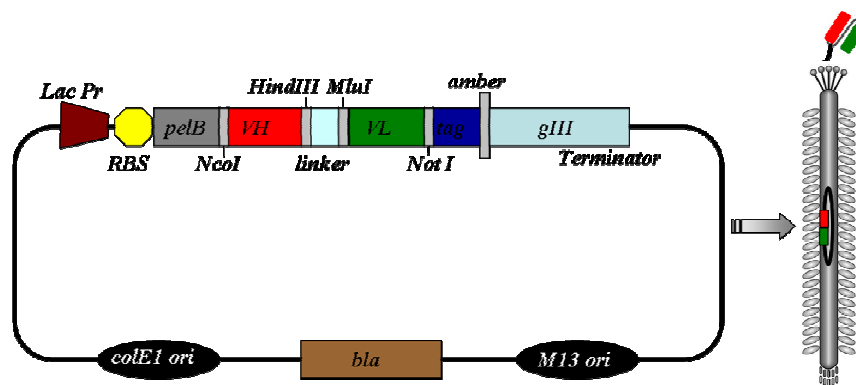 Lac Pr
HindIII MluI
amber
pelB
VH
VL
tag
gIII
RBS
NcoI
linker
Not I
Terminator
colE1 ori
bla
M13 ori